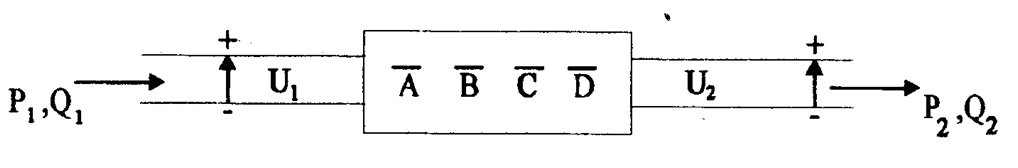 + +
U₁ A̅ B̅ C̅ D̅ U₂
P₁,Q₁ - - P₂,Q₂